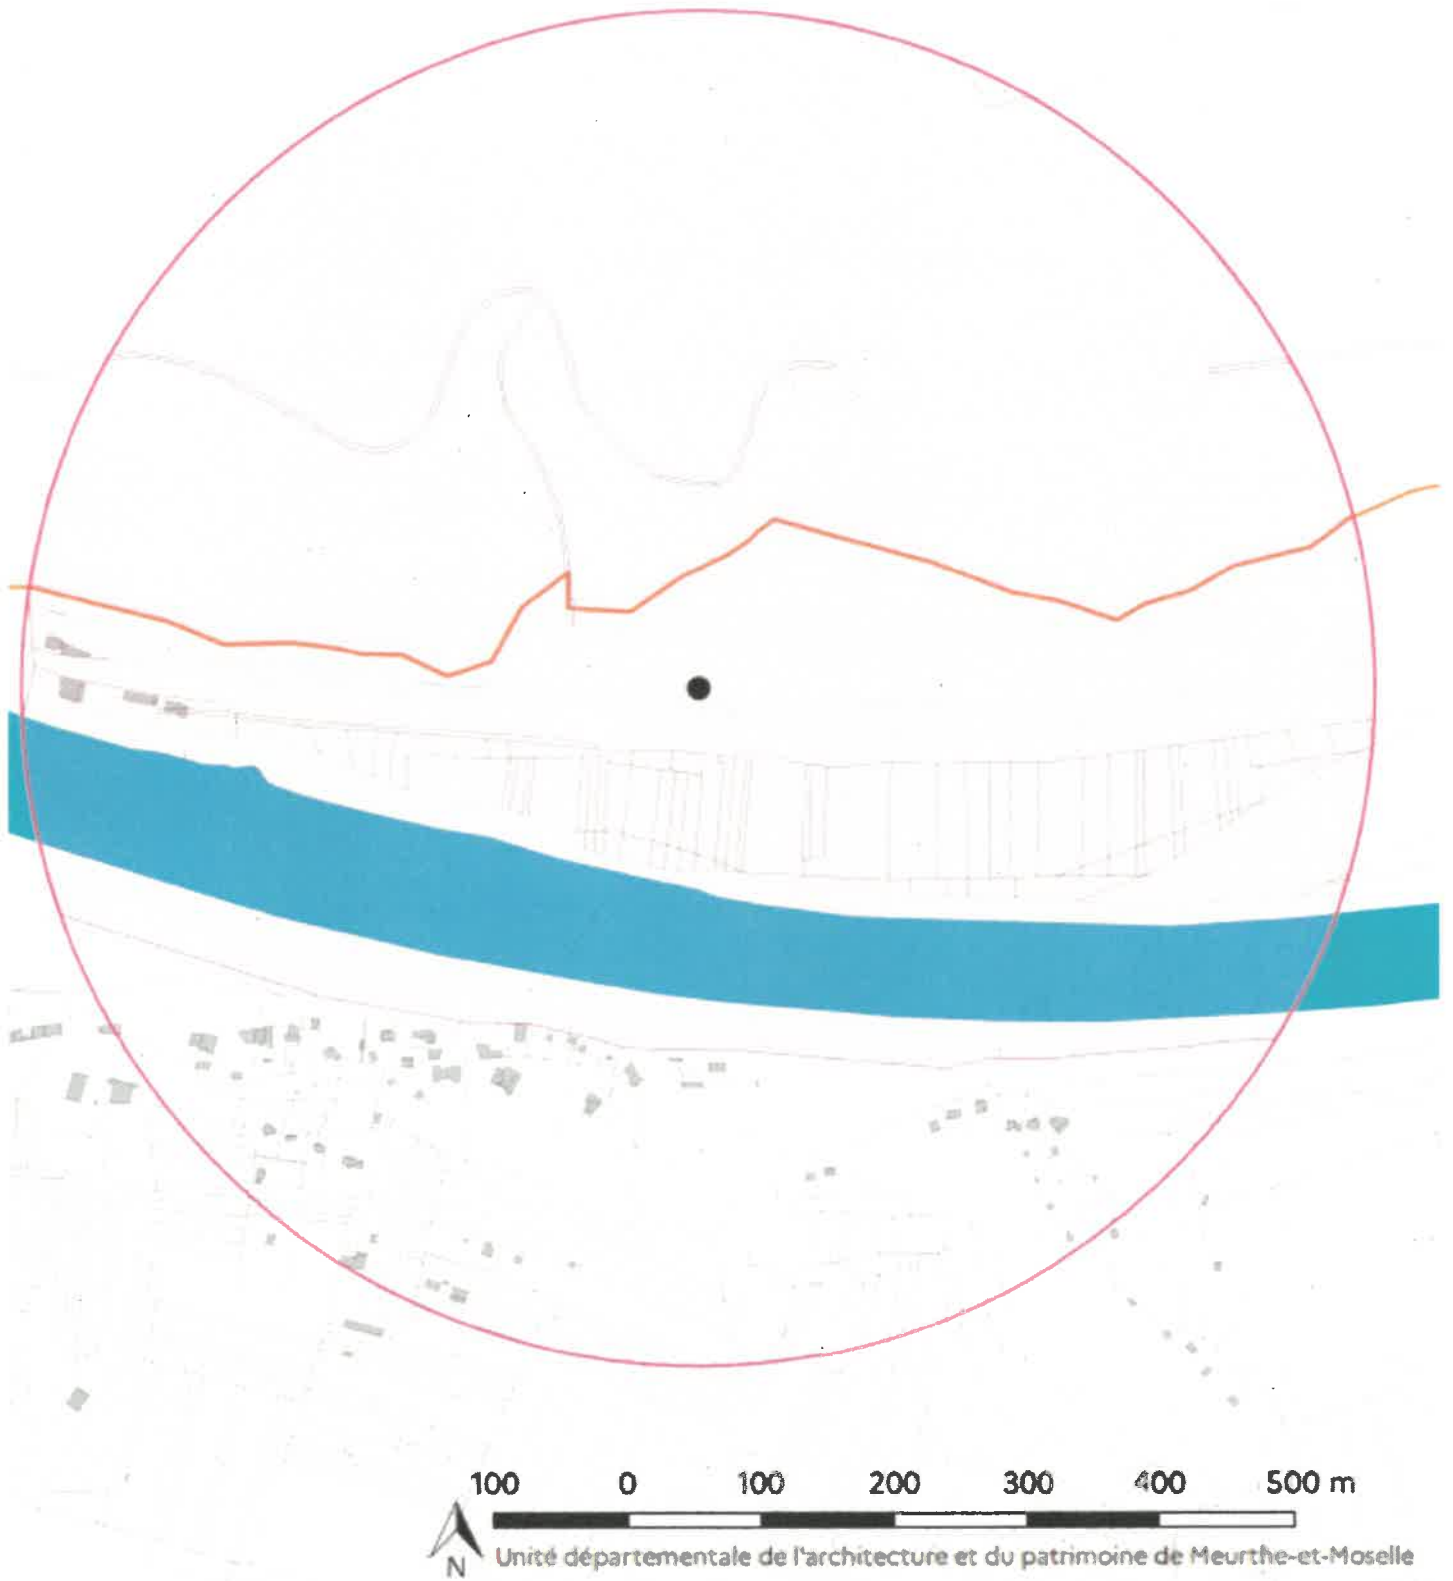 100 0 100 200 300 400 500 m
N
Unité départementale de l'architecture et du patrimoine de Meurthe-et-Moselle